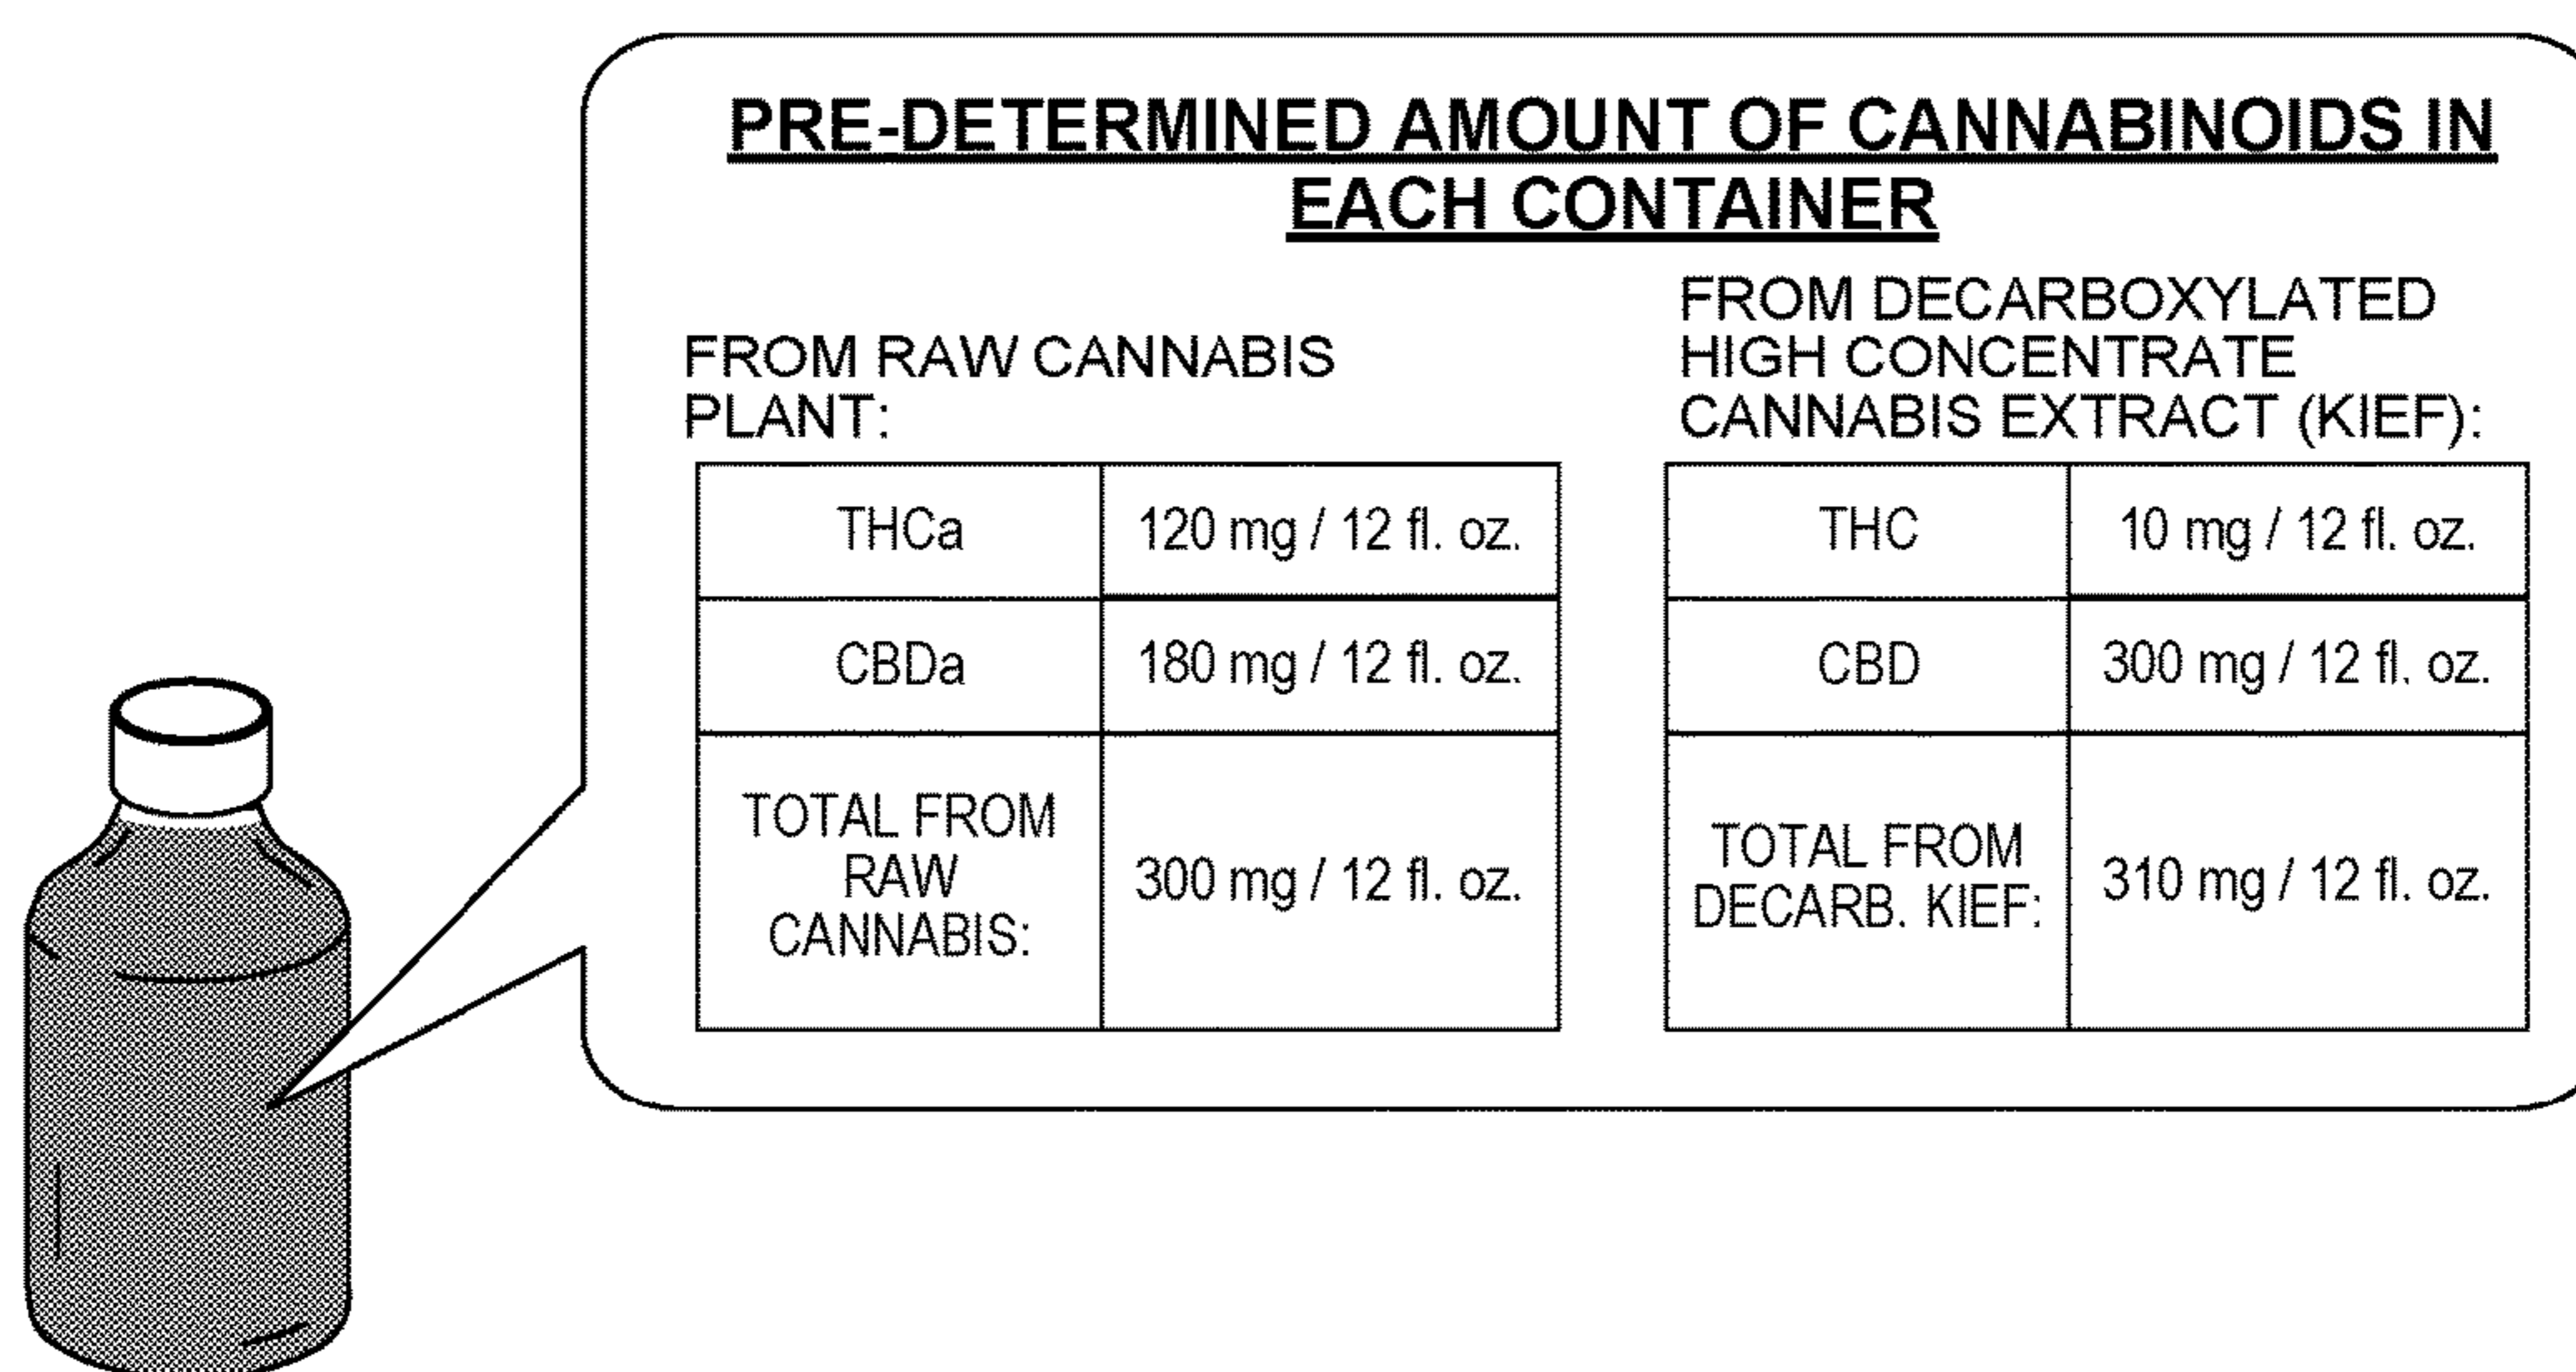 PRE-DETERMINED AMOUNT OF CANNABINOIDS IN
EACH CONTAINER
FROM RAW CANNABIS
PLANT:
THCa 120 mg / 12 fl. oz.
CBDa 180 mg / 12 fl. oz.
TOTAL FROM
RAW
CANNABIS:
300 mg / 12 fl. oz.
FROM DECARBOXYLATED
HIGH CONCENTRATE
CANNABIS EXTRACT (KIEF):
THC 10 mg / 12 fl. oz.
CBD 300 mg / 12 fl. oz.
TOTAL FROM
DECARB. KIEF:
310 mg / 12 fl. oz.